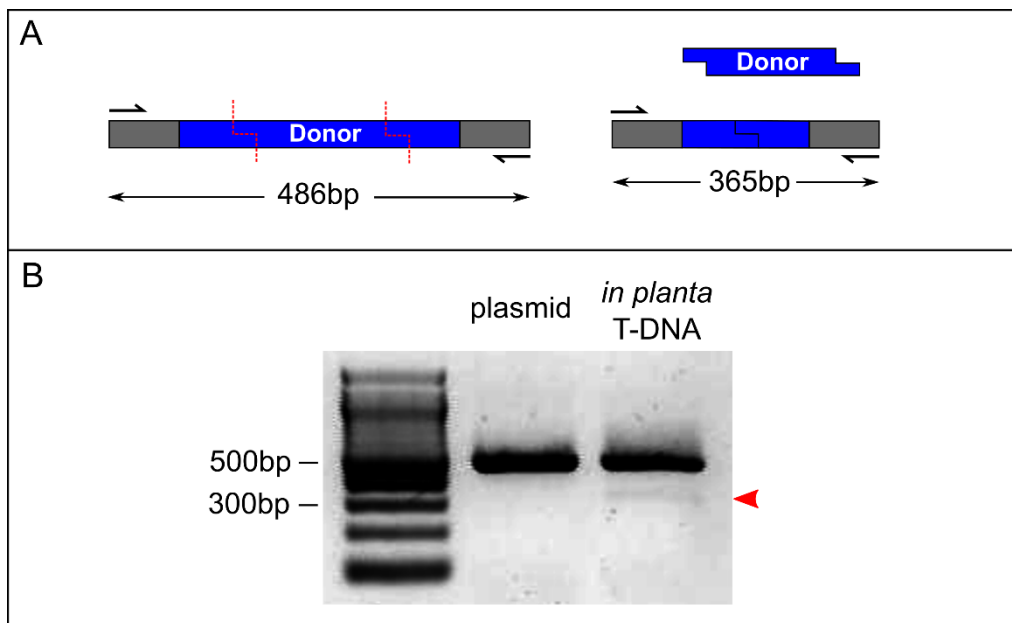 A
Donor
Donor
486bp
365bp
B
plasmid
in planta
T-DNA
500bp
300bp